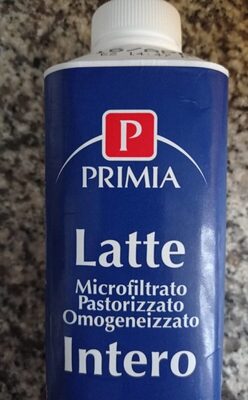 P
PRIMIA
Latte
Microfiltrato
Pastorizzato
Omogeneizzato
Intero